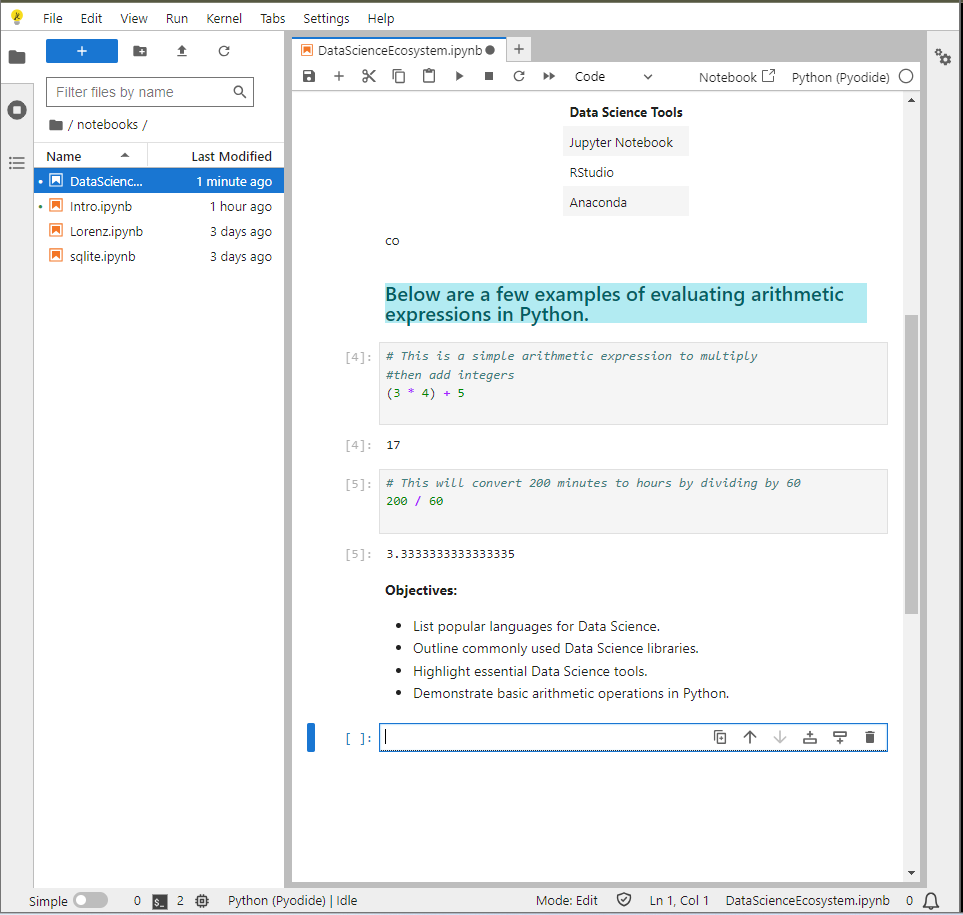 File Edit View Run Kernel Tabs Settings Help
+
Filter files by name
/ notebooks /
Name Last Modified
DataScienc... 1 minute ago
Intro.ipynb 1 hour ago
Lorenz.ipynb 3 days ago
sqlite.ipynb 3 days ago
DataScienceEcosystem.ipynb
+
Code Notebook Python (Pyodide)
Data Science Tools
Jupyter Notebook
RStudio
Anaconda
co
Below are a few examples of evaluating arithmetic
expressions in Python.
[4]: # This is a simple arithmetic expression to multiply
#then add integers
(3 * 4) + 5
[4]: 17
[5]: # This will convert 200 minutes to hours by dividing by 60
200 / 60
[5]: 3.3333333333333335
Objectives:
• List popular languages for Data Science.
• Outline commonly used Data Science libraries.
• Highlight essential Data Science tools.
• Demonstrate basic arithmetic operations in Python.
[ ]:
Simple 0 2 Python (Pyodide) | Idle Mode: Edit Ln 1, Col 1 DataScienceEcosystem.ipynb 0